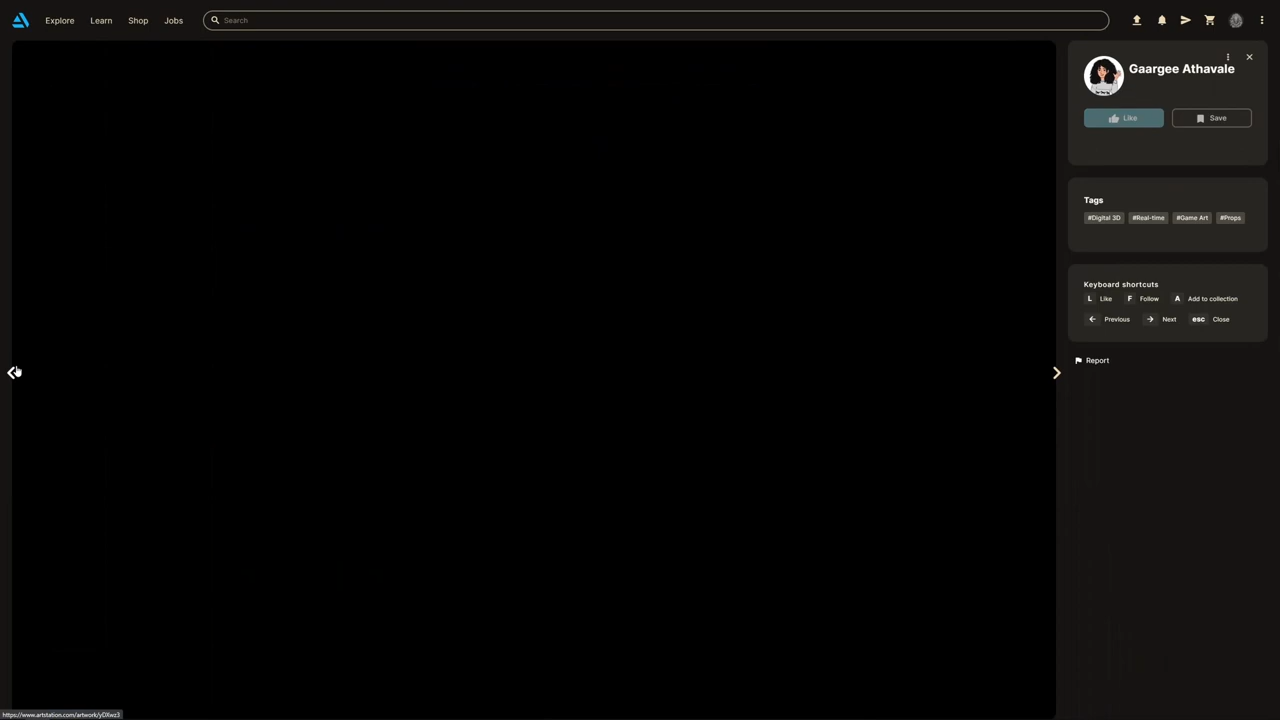 Explore Learn Shop Jobs Search
Gaargee Athavale
Like Save
Tags
#Digital 3D #Real-time #Game Art #Props
Keyboard shortcuts
L Like F Follow A Add to collection
Previous Next esc Close
Report
https://www.artstation.com/artwork/yDXwz3